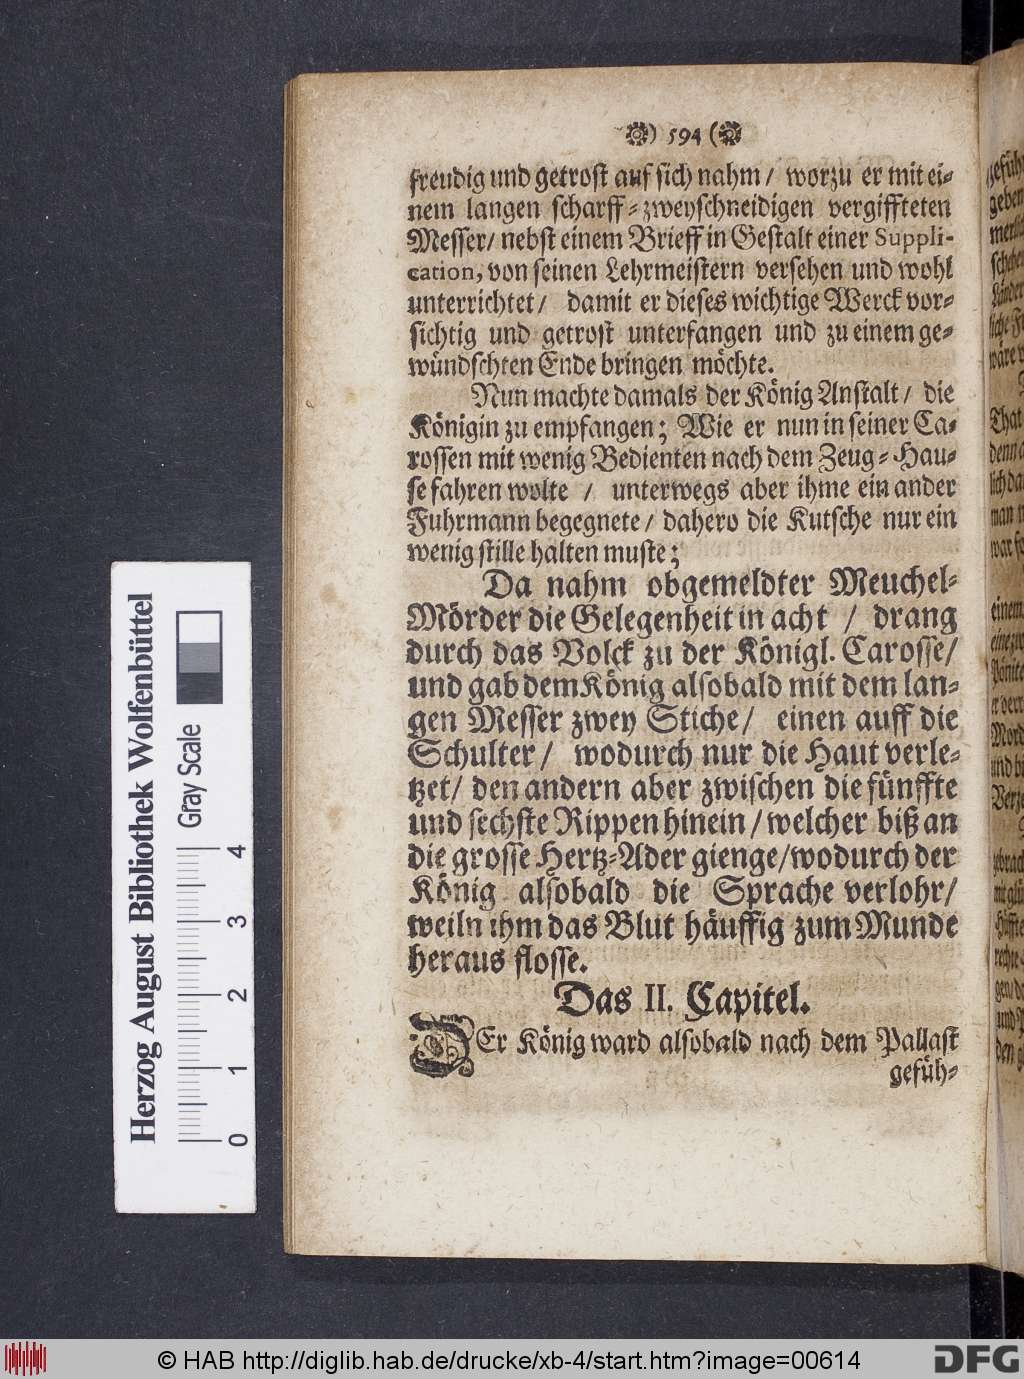 ) 594 (
freudig und getrost auf sich nahm / worzu er mit ei-
nem langen scharff-zweyschneidigen vergiffteten
Messer/ nebst einem Brieff in Gestalt einer Suppli-
cation, von seinen Lehrmeistern versehen und wohl
unterrichtet/ damit er dieses wichtige Werck vor-
sichtig und getrost unterfangen und zu einem ge-
wündschten Ende bringen möchte.
Nun machte damals der König Anstalt/ die
Königin zu empfangen; Wie er nun in seiner Ca-
rossen mit wenig Bedienten nach dem Zeug-Hau-
se fahren wolte / unterwegs aber ihme ein ander
Fuhrmann begegnete/ dahero die Kutsche nur ein
wenig stille halten muste;
Da nahm obgemeldter Meuchel-
Mörder die Gelegenheit in acht / drang
durch das Volck zu der Königl. Carosse/
und gab dem König alsobald mit dem lan-
gen Messer zwey Stiche/ einen auff die
Schulter/ wodurch nur die Haut verle-
tzet/ den andern aber zwischen die fünffte
und sechste Rippen hinein/welcher biß an
die grosse Hertz-Ader gienge/wodurch der
König alsobald die Sprache verlohr/
weiln ihm das Blut häuffig zum Munde
heraus flosse.
Das II. Capitel.
DEr König ward alsobald nach dem Pallast
gefüh-
Herzog August Bibliothek Wolfenbüttel
Gray Scale
0 1 2 3 4
© HAB http://diglib.hab.de/drucke/xb-4/start.htm?image=00614
DFG